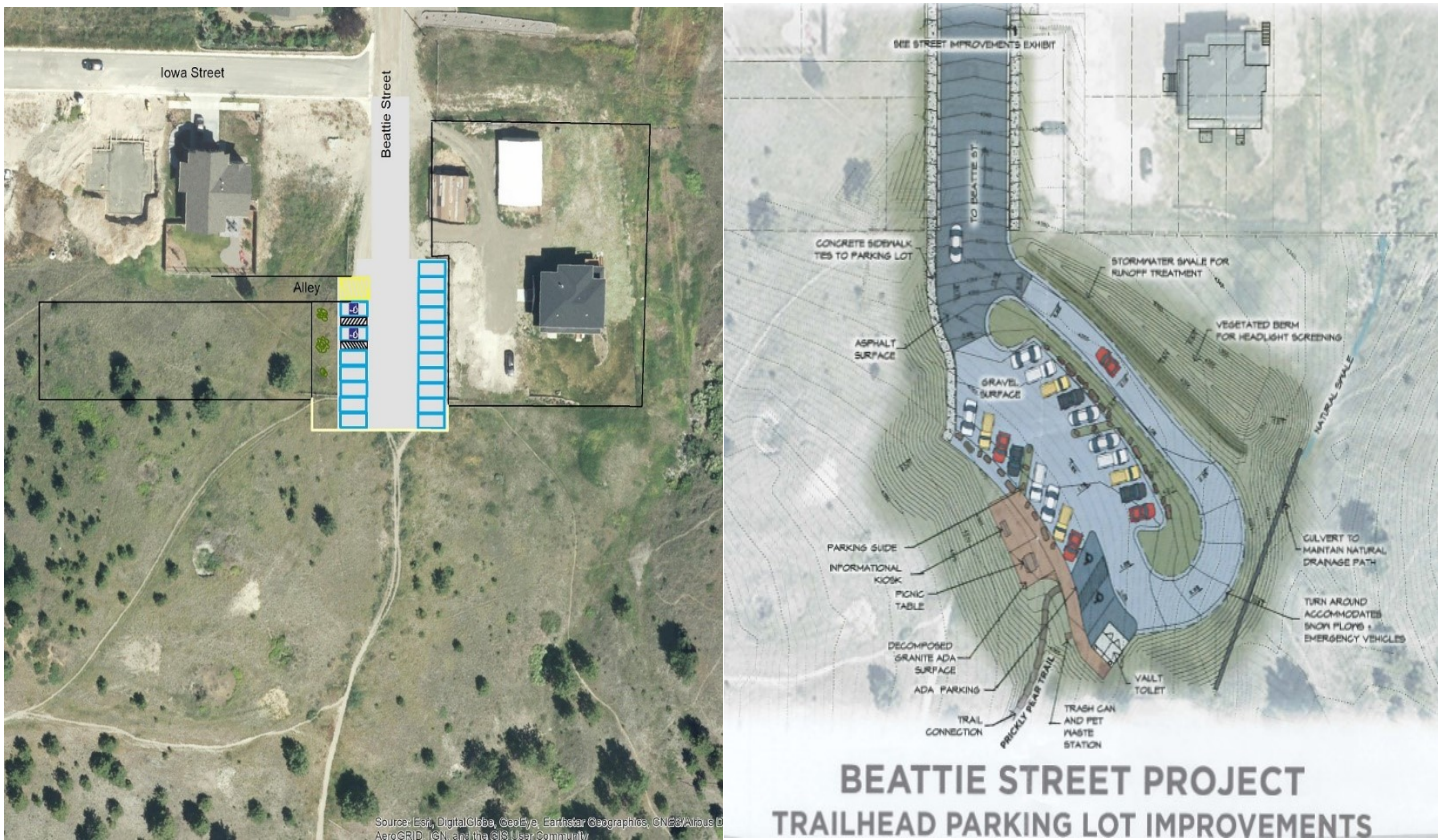 Iowa Street
Beattie Street
Alley
Source: Esri, DigitalGlobe, GeoEye, Earthstar Geographics, CNES/Airbus D
AeroGRID, IGN, and the GIS User Community
SEE STREET IMPROVEMENTS EXHIBIT
TO BEATTIE ST
CONCRETE SIDEWALK
TIES TO PARKING LOT
STORMWATER SWALE FOR
RUNOFF TREATMENT
VEGETATED BERM
FOR HEADLIGHT SCREENING
ASPHALT
SURFACE
GRAVEL
SURFACE
NATURAL SWALE
PARKING GUIDE
INFORMATIONAL
KIOSK
PICNIC
TABLE
CULVERT TO
MAINTAIN NATURAL
DRAINAGE PATH
TURN AROUND
ACCOMMODATES
SNOW PLOWS +
EMERGENCY VEHICLES
DECOMPOSED
GRANITE ADA
SURFACE
ADA PARKING
VAULT
TOILET
TRAIL
CONNECTION
PRICKLY PEAR TRAIL
TRASH CAN
AND PET
WASTE
STATION
BEATTIE STREET PROJECT
TRAILHEAD PARKING LOT IMPROVEMENTS